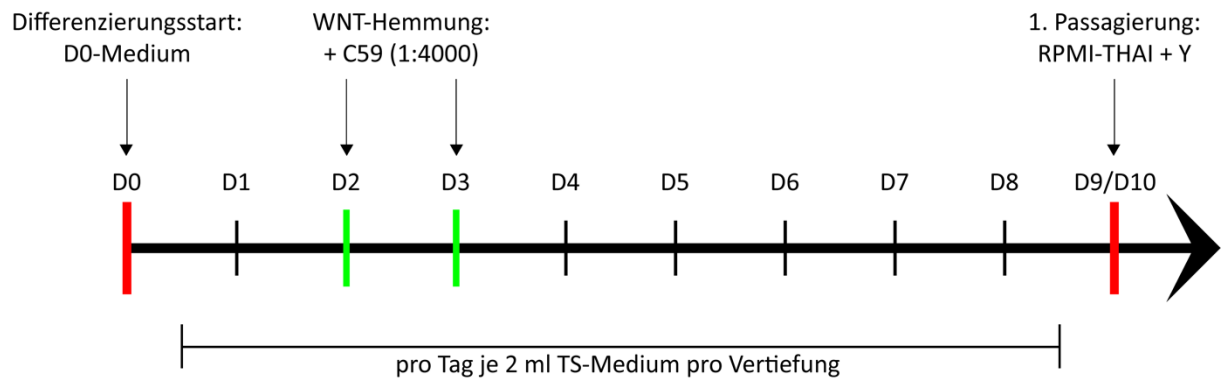 Differenzierungsstart:
D0-Medium
WNT-Hemmung:
+ C59 (1:4000)
1. Passagierung:
RPMI-THAI + Y
D0 D1 D2 D3 D4 D5 D6 D7 D8 D9/D10
pro Tag je 2 ml TS-Medium pro Vertiefung